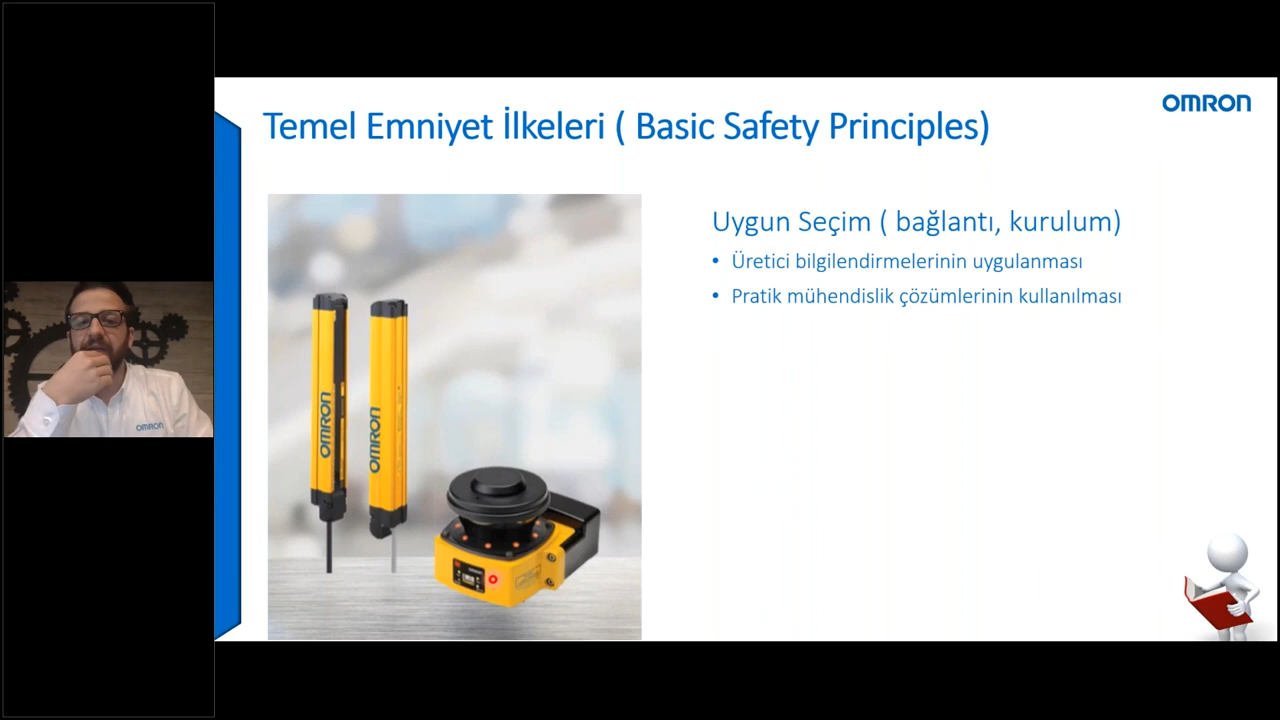 Temel Emniyet İlkeleri ( Basic Safety Principles)
OMRON
Uygun Seçim ( bağlantı, kurulum)
• Üretici bilgilendirmelerinin uygulanması
• Pratik mühendislik çözümlerinin kullanılması
OMRON
OMRON
OMRON